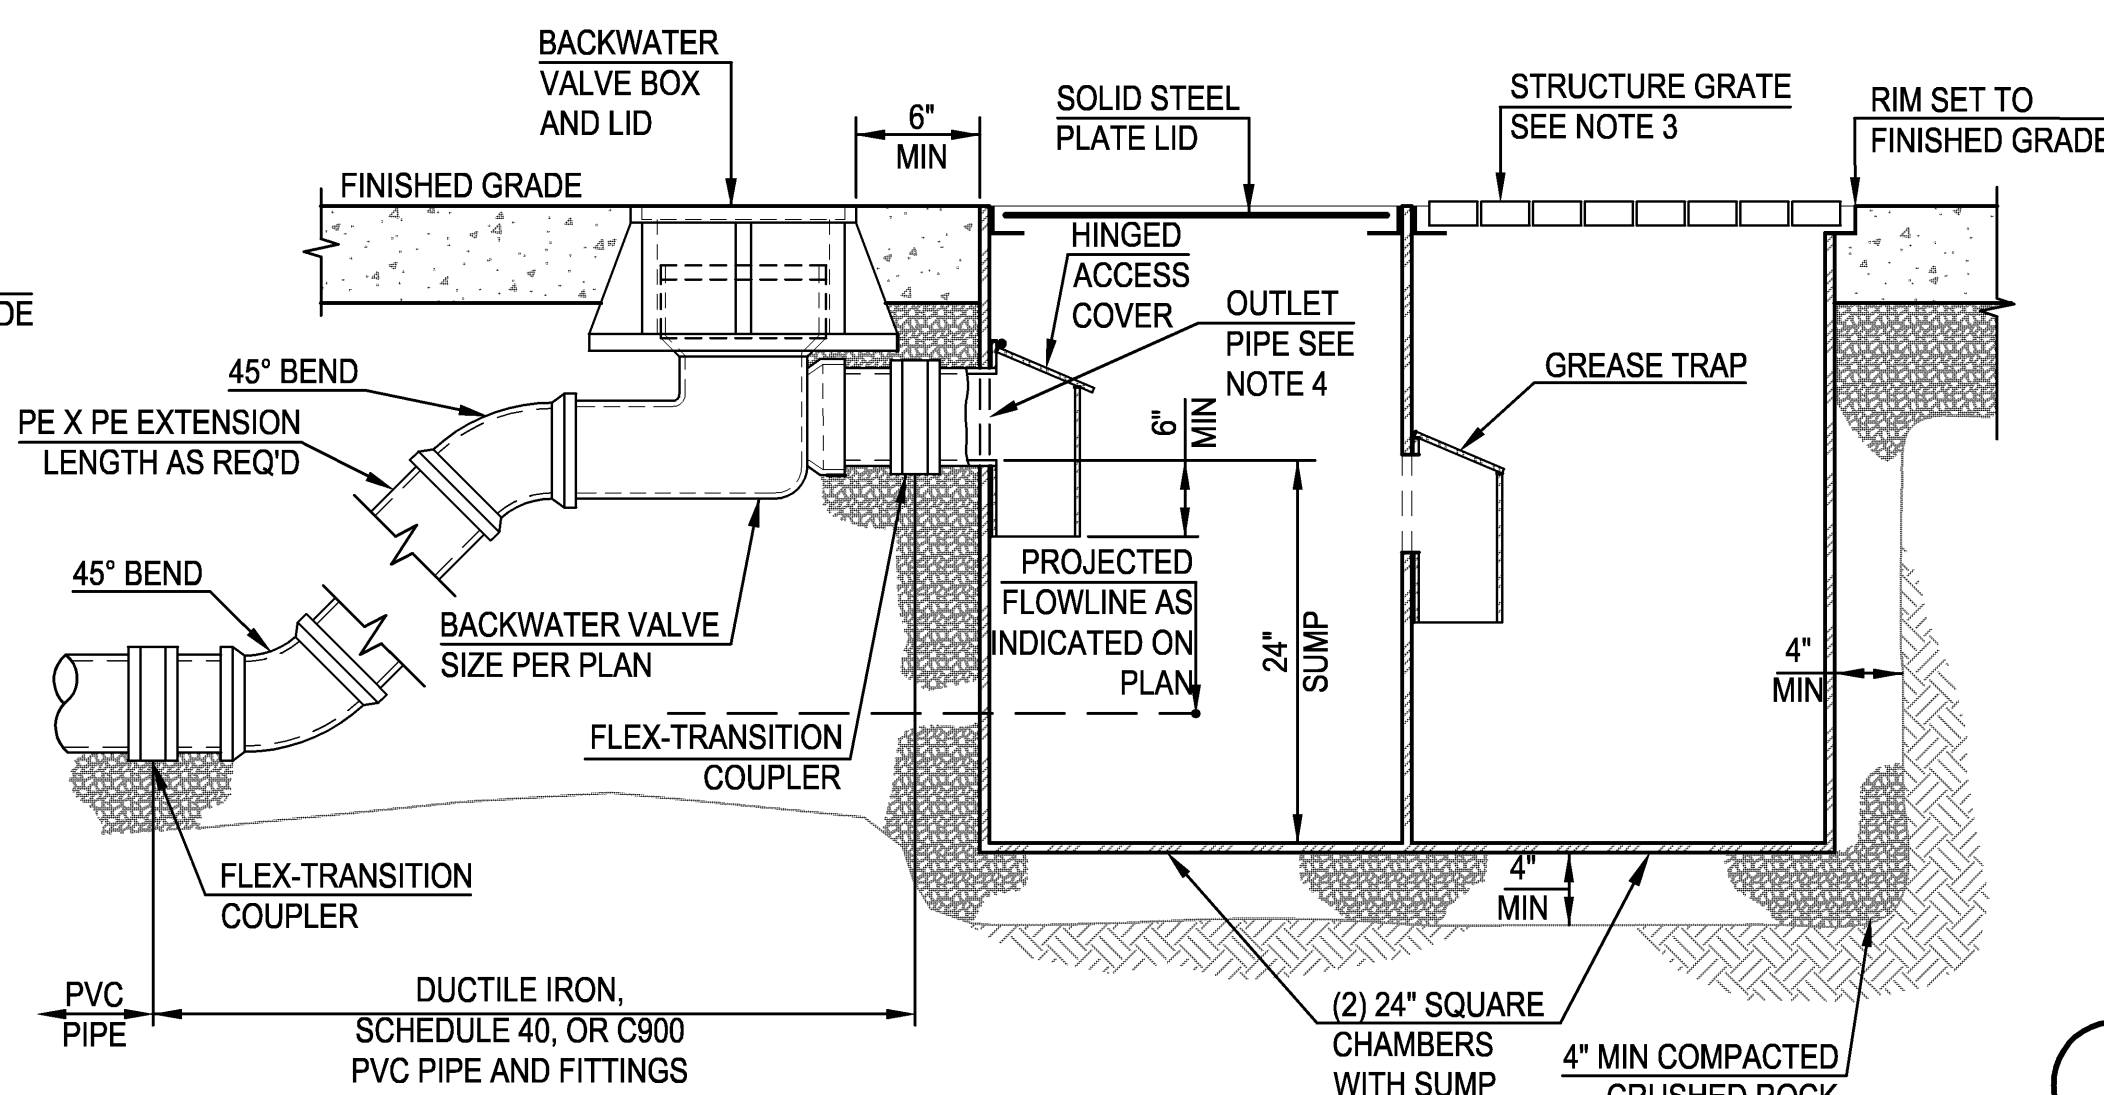 BACKWATER
VALVE BOX
AND LID
6"
MIN
SOLID STEEL
PLATE LID
STRUCTURE GRATE
SEE NOTE 3
RIM SET TO
FINISHED GRADE
FINISHED GRADE
HINGED
ACCESS
COVER
OUTLET
PIPE SEE
NOTE 4
DE
45° BEND
GREASE TRAP
PE X PE EXTENSION
LENGTH AS REQ'D
6"
MIN
45° BEND
BACKWATER VALVE
SIZE PER PLAN
PROJECTED
FLOWLINE AS
INDICATED ON
PLAN
24"
SUMP
4"
MIN
FLEX-TRANSITION
COUPLER
FLEX-TRANSITION
COUPLER
4"
MIN
PVC
PIPE
DUCTILE IRON,
SCHEDULE 40, OR C900
PVC PIPE AND FITTINGS
(2) 24" SQUARE
CHAMBERS
WITH SUMP
4" MIN COMPACTED
CRUSHED ROCK